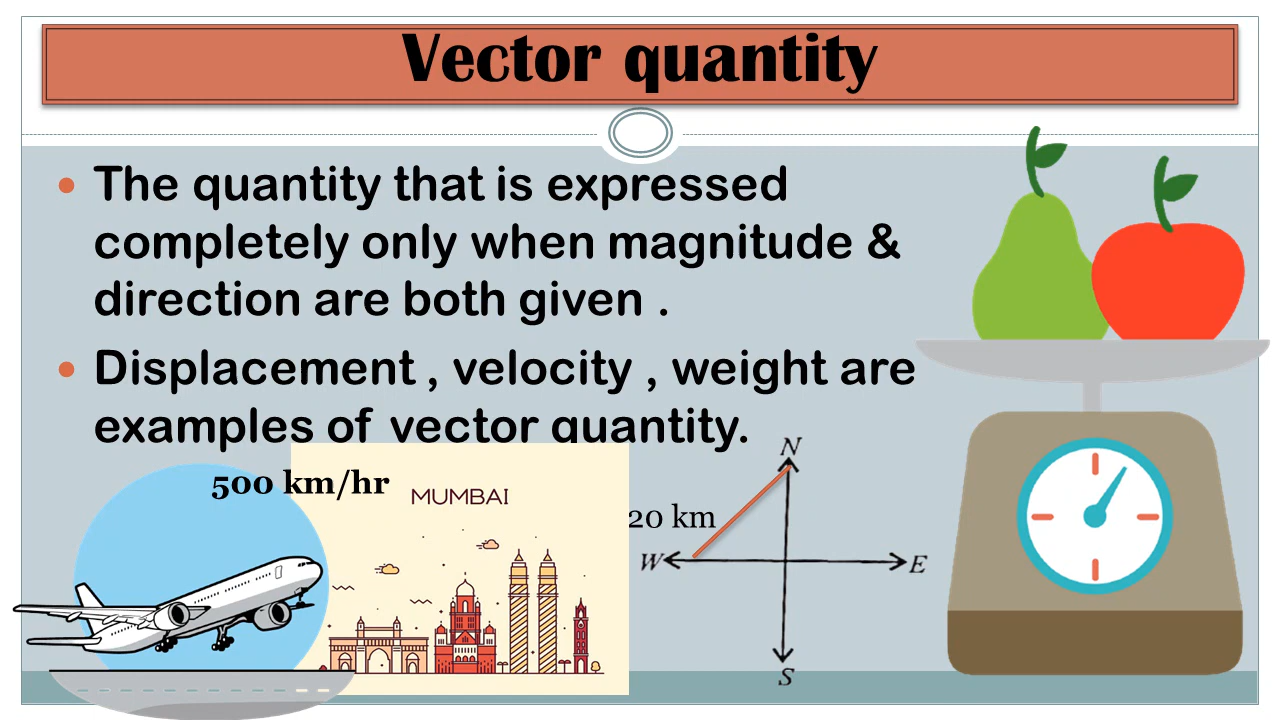 Vector quantity
The quantity that is expressed
completely only when magnitude &
direction are both given .
Displacement , velocity , weight are
examples of vector quantity.
500 km/hr
MUMBAI
20 km
N
W
E
S